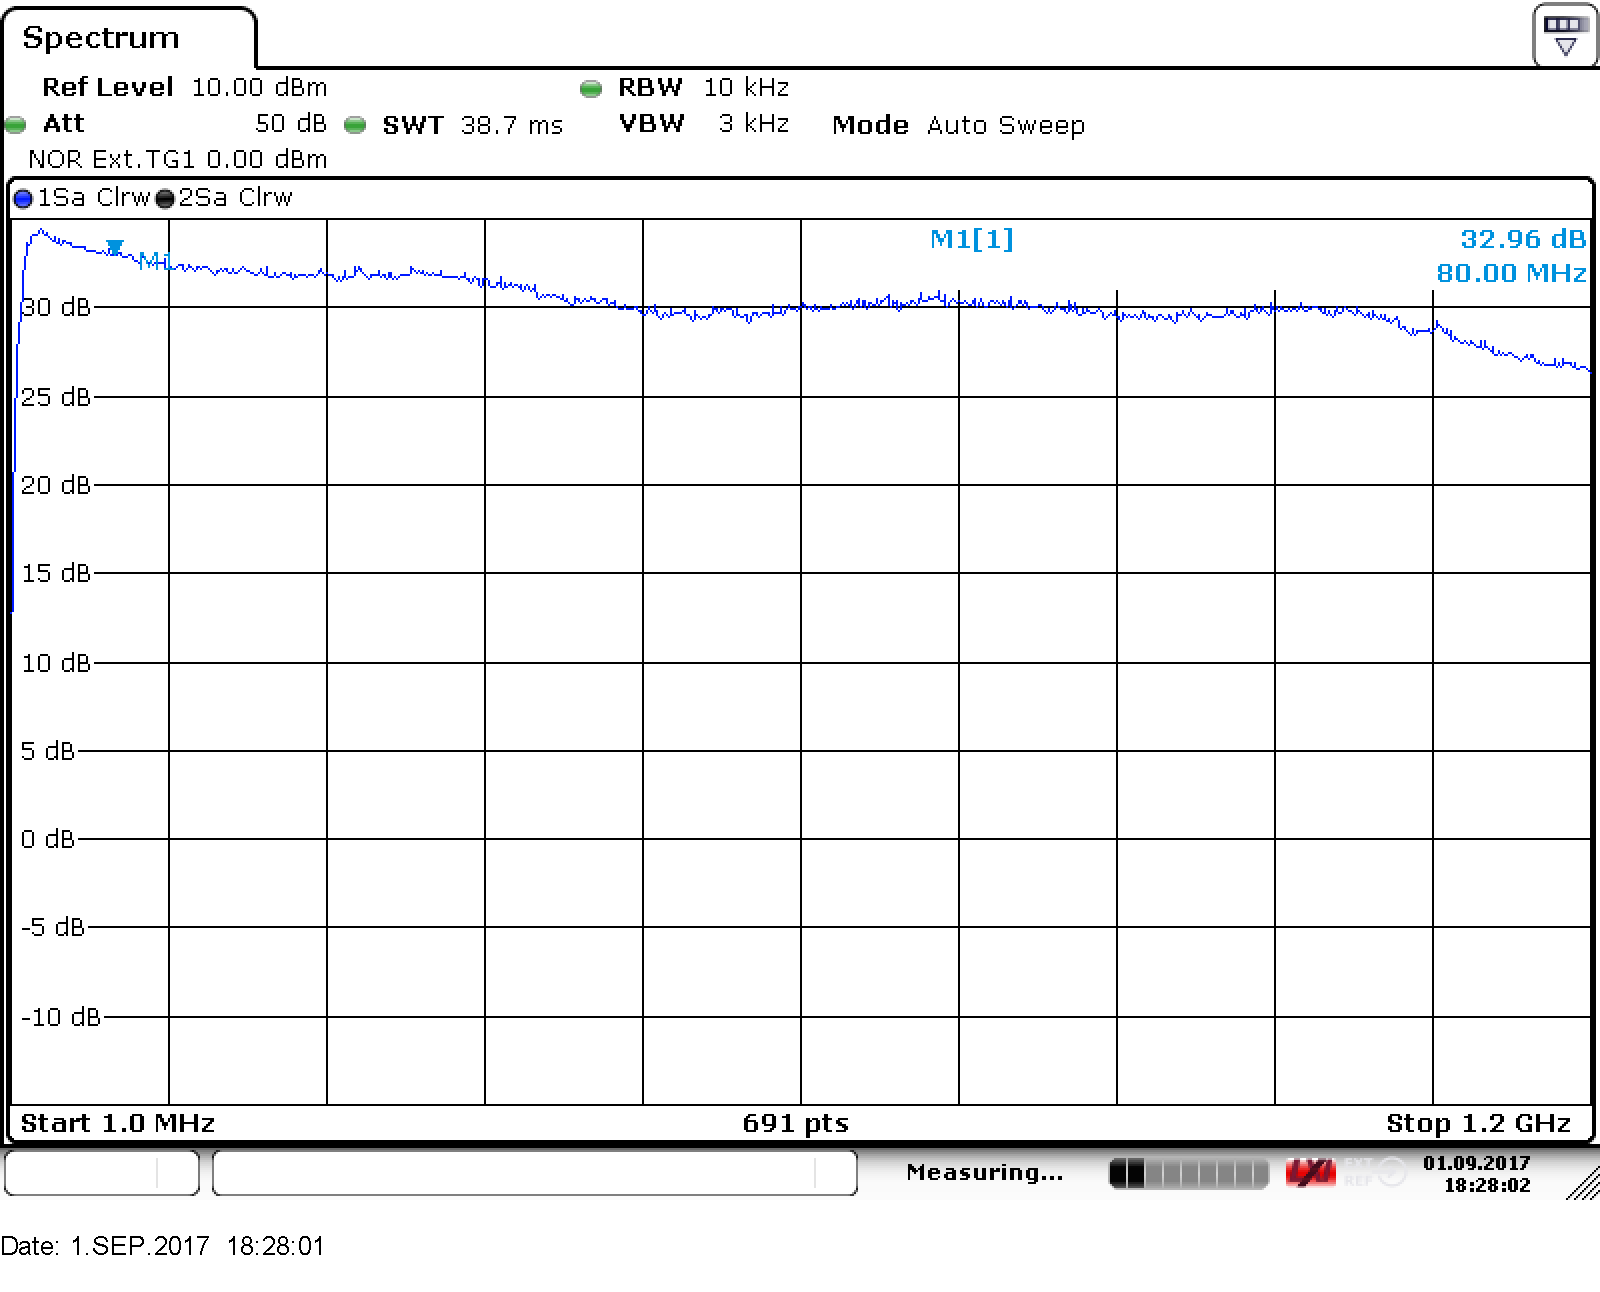 Spectrum
Ref Level 10.00 dBm RBW 10 kHz
Att 50 dB SWT 38.7 ms VBW 3 kHz Mode Auto Sweep
NOR Ext.TG1 0.00 dBm
1Sa Clrw 2Sa Clrw
M1[1] 32.96 dB
80.00 MHz
M1
30 dB
25 dB
20 dB
15 dB
10 dB
5 dB
0 dB
-5 dB
-10 dB
Start 1.0 MHz 691 pts Stop 1.2 GHz
Measuring... LXI EXT REF 01.09.2017
18:28:02
Date: 1.SEP.2017 18:28:01